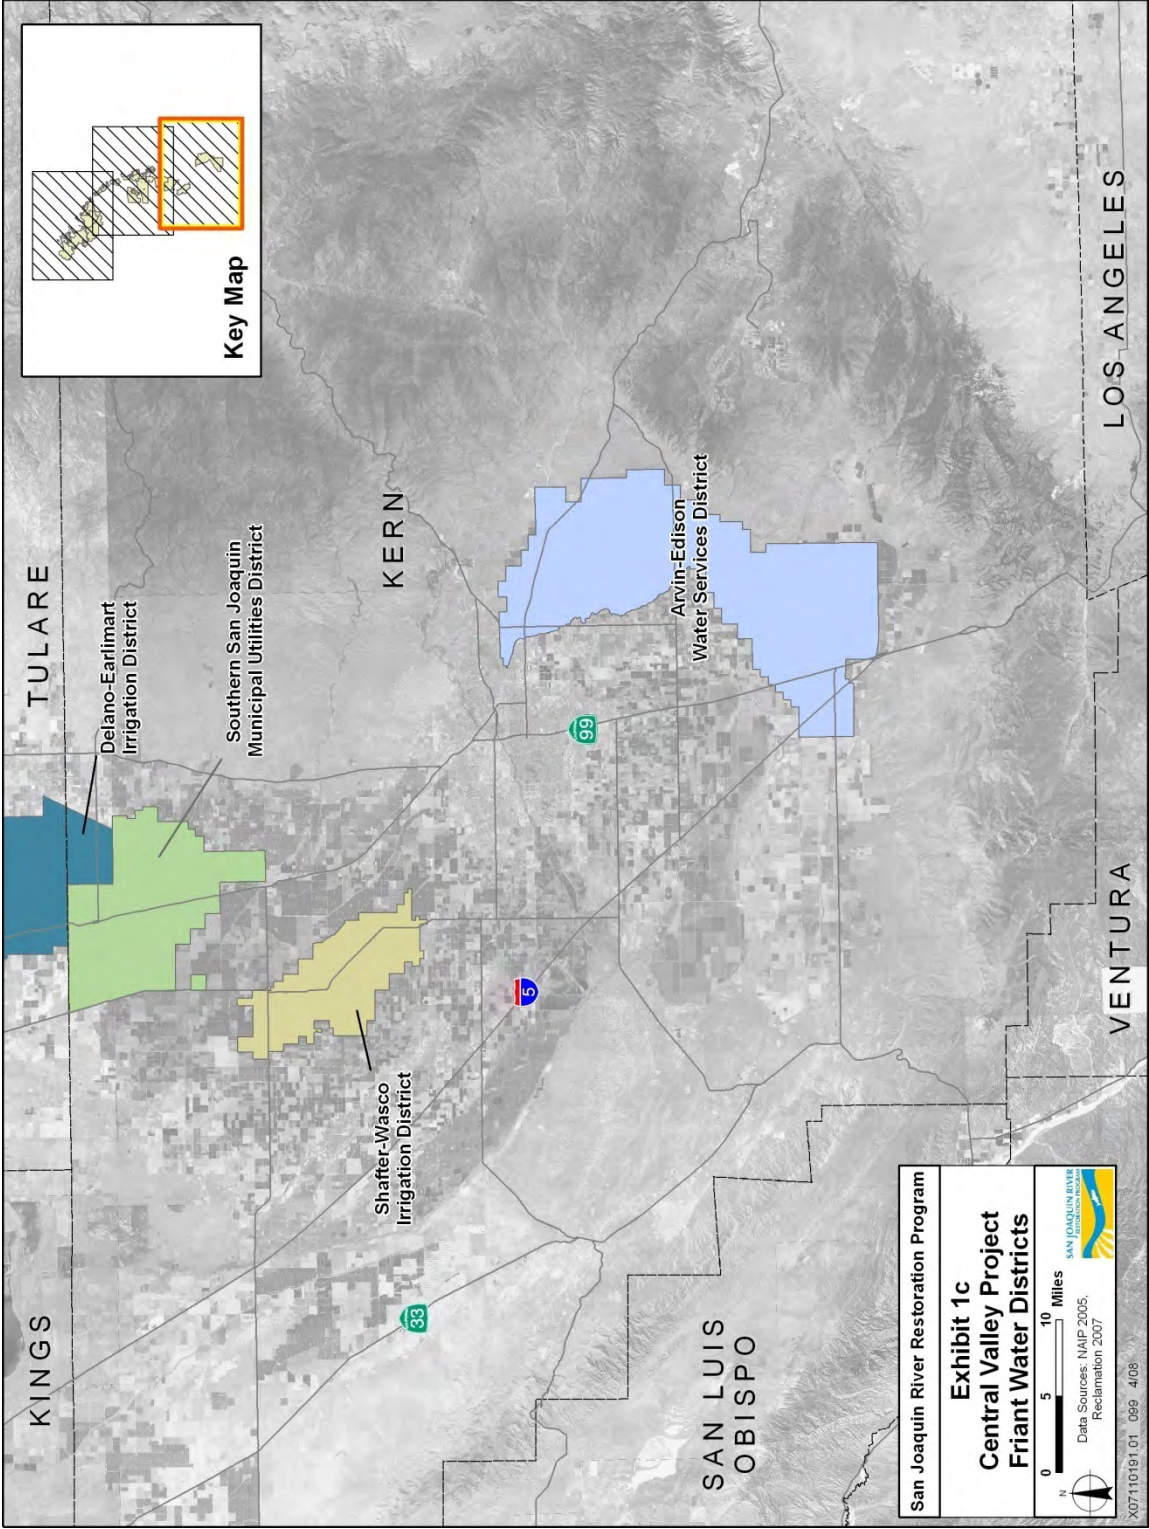 KINGS
TULARE
Delano-Earlimart
Irrigation District
Southern San Joaquin
Municipal Utilities District
Key Map
KERN
Shafter-Wasco
Irrigation District
33
5
99
Arvin-Edison
Water Services District
SAN LUIS
OBISPO
VENTURA
LOS ANGELES
San Joaquin River Restoration Program
Exhibit 1c
Central Valley Project
Friant Water Districts
N
0 5 10
Miles
Data Sources: NAIP 2005,
Reclamation 2007
SAN JOAQUIN RIVER
RESTORATION PROGRAM
X07110191.01 099 4/08